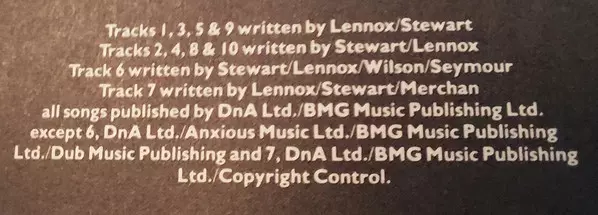 Tracks 1, 3, 5 & 9 written by Lennox/Stewart
Tracks 2, 4, 8 & 10 written by Stewart/Lennox
Track 6 written by Stewart/Lennox/Wilson/Seymour
Track 7 written by Lennox/Stewart/Merchan
all songs published by DnA Ltd./BMG Music Publishing Ltd.
except 6, DnA Ltd./Anxious Music Ltd./BMG Music Publishing
Ltd./Dub Music Publishing and 7, DnA Ltd./BMG Music Publishing
Ltd./Copyright Control.